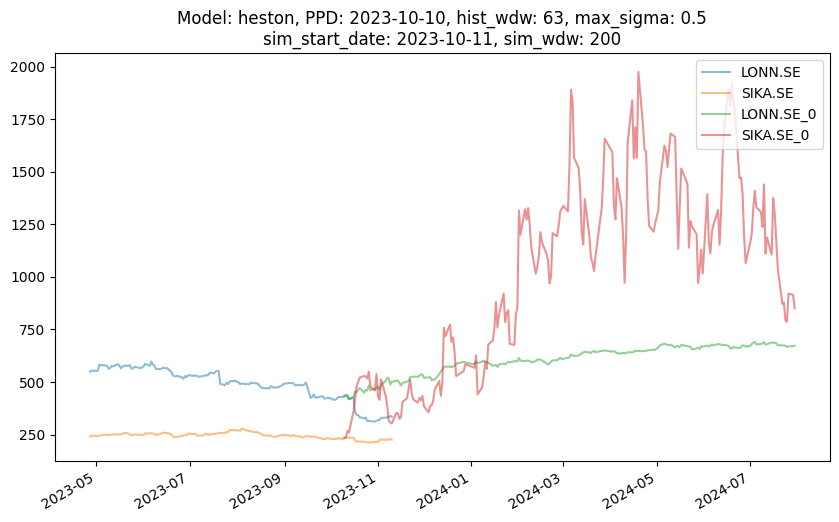 Model: heston, PPD: 2023-10-10, hist_wdw: 63, max_sigma: 0.5
sim_start_date: 2023-10-11, sim_wdw: 200
2000
1750
1500
1250
1000
750
500
250
LONN.SE
SIKA.SE
LONN.SE_0
SIKA.SE_0
2023-05
2023-07
2023-09
2023-11
2024-01
2024-03
2024-05
2024-07